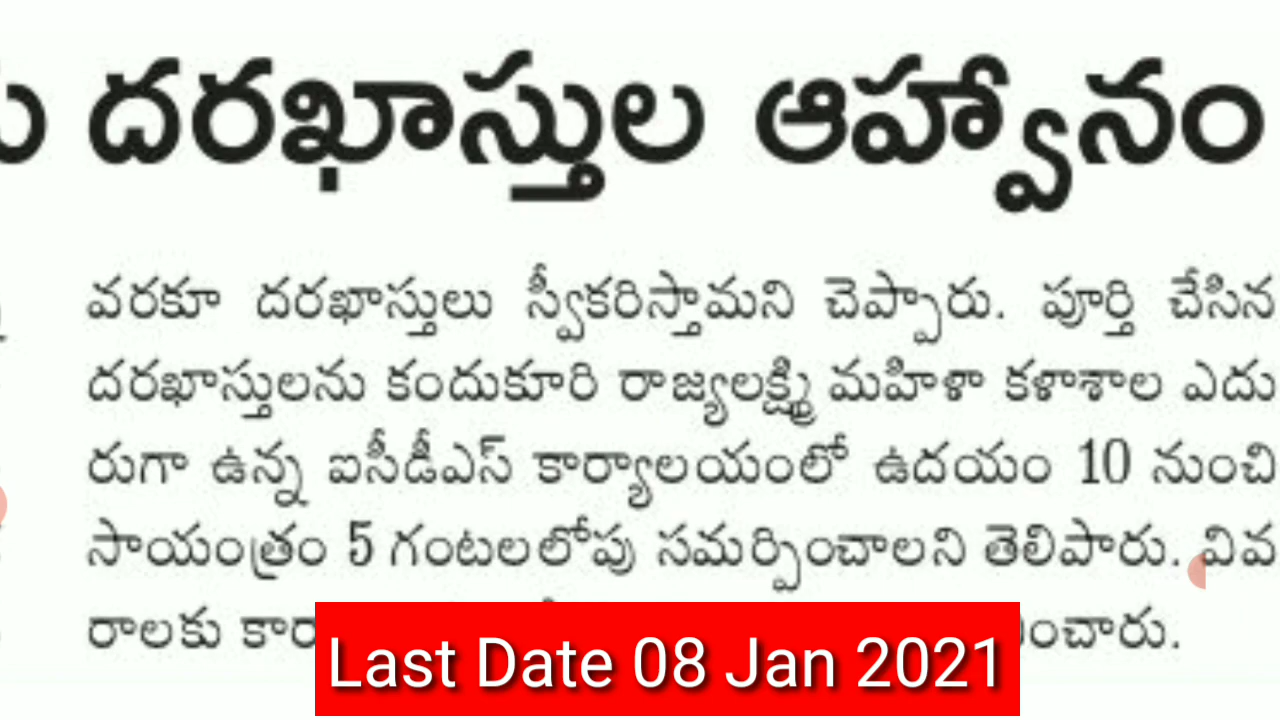 దరఖాస్తుల ఆహ్వానం
వరకూ దరఖాస్తులు స్వీకరిస్తామని చెప్పారు. పూర్తి చేసిన
దరఖాస్తులను కందుకూరి రాజ్యలక్ష్మి మహిళా కళాశాల ఎదు
రుగా ఉన్న ఐసీడీఎస్ కార్యాలయంలో ఉదయం 10 నుంచి
సాయంత్రం 5 గంటలలోపు సమర్పించాలని తెలిపారు. వివ
రాలకు
Last Date 08 Jan 2021